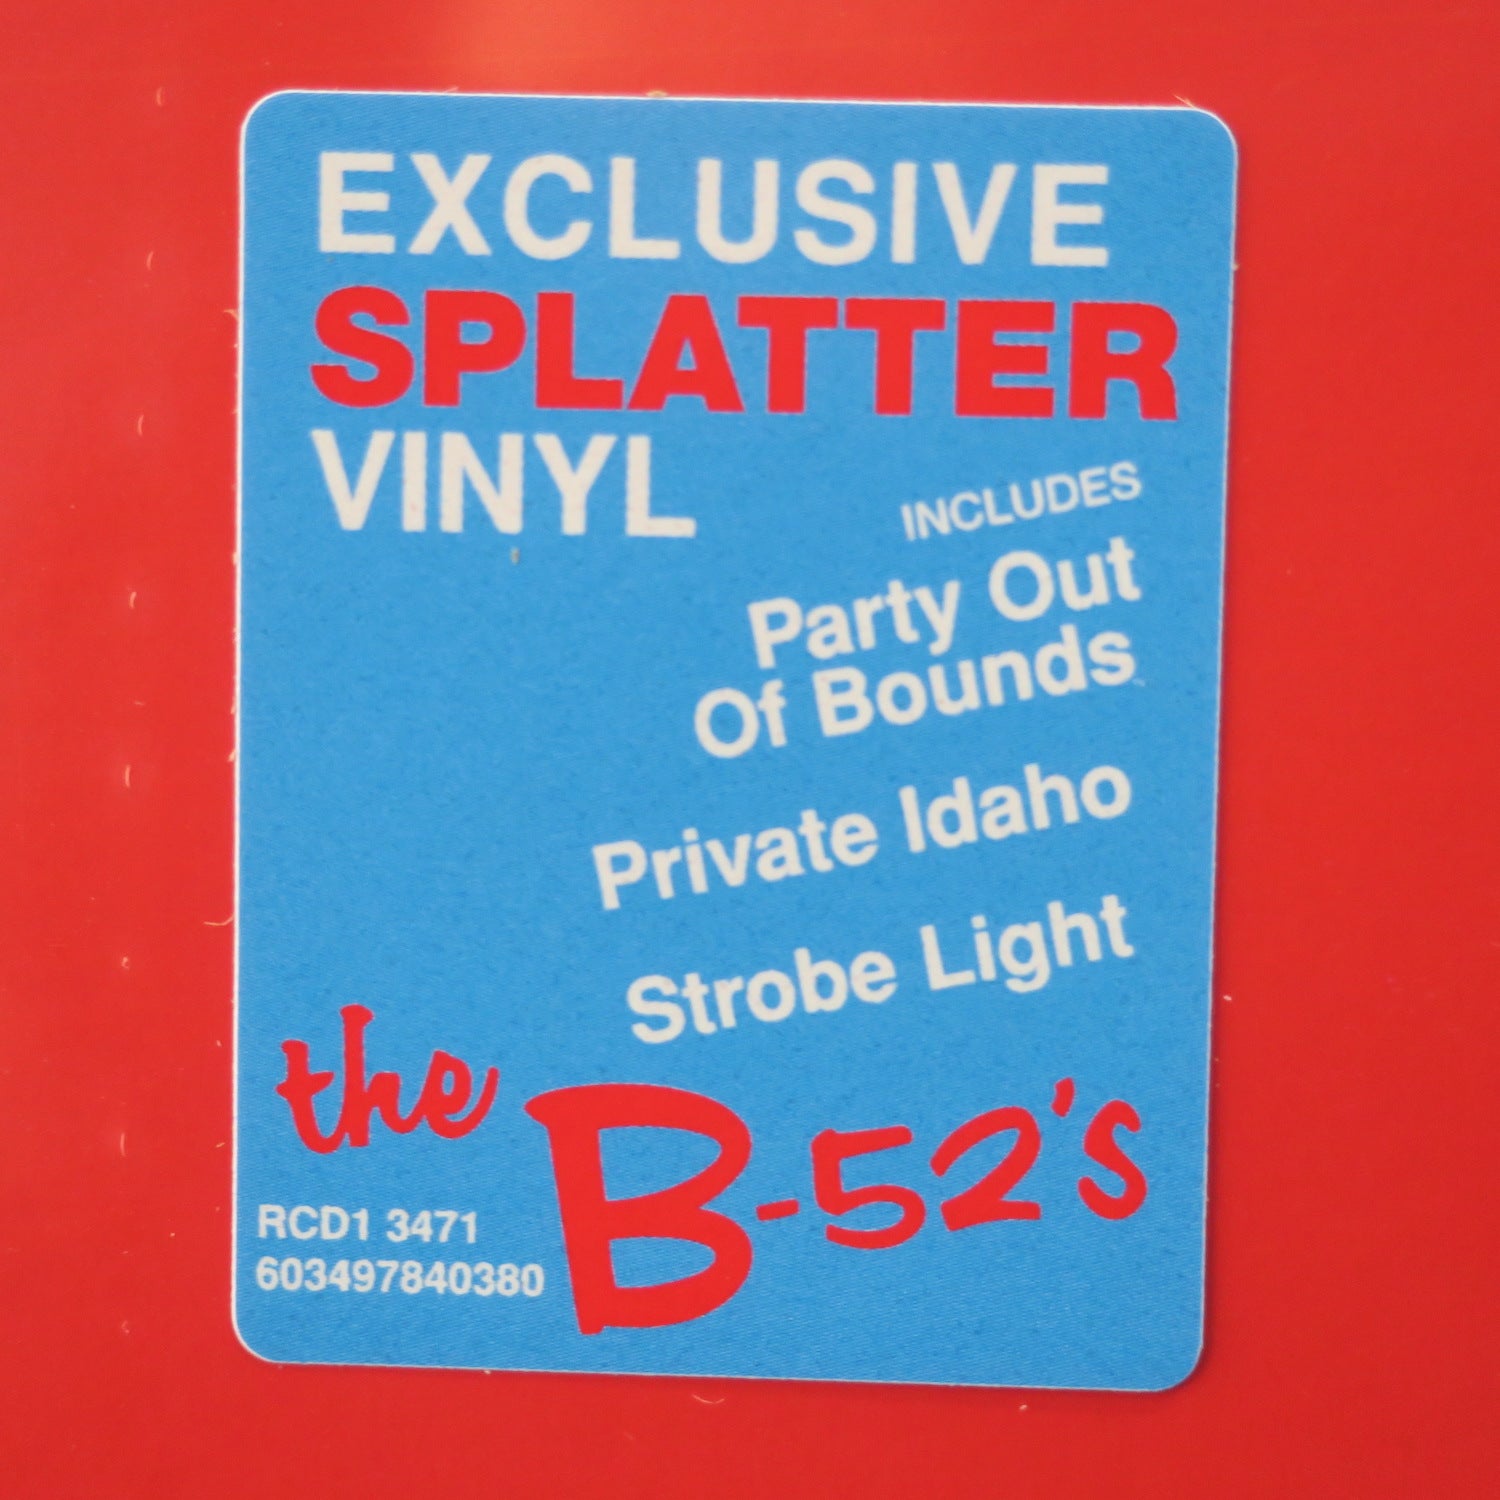 EXCLUSIVE
SPLATTER
VINYL
INCLUDES
Party Out
Of Bounds
Private Idaho
Strobe Light
the B-52's
RCD1 3471
603497840380